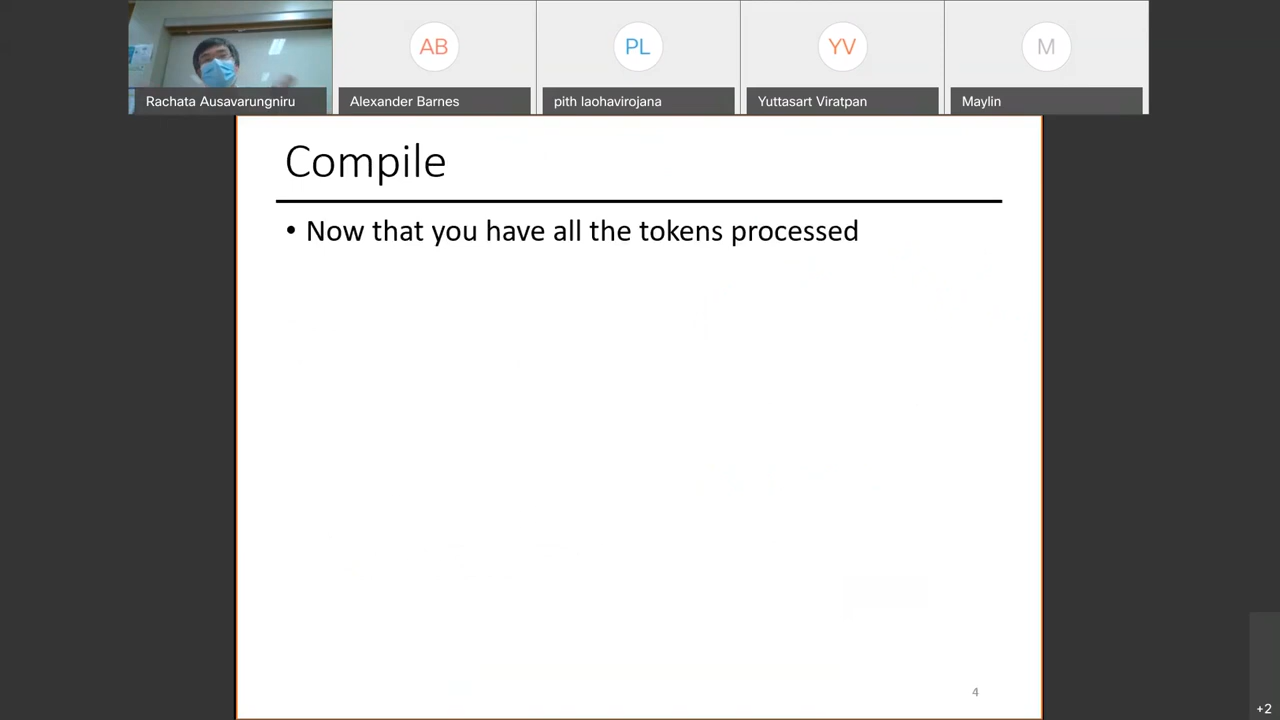 AB
PL
YV
M
Rachata Ausavarungniru
Alexander Barnes
pith laohavirojana
Yuttasart Viratpan
Maylin
Compile
• Now that you have all the tokens processed
4
+2